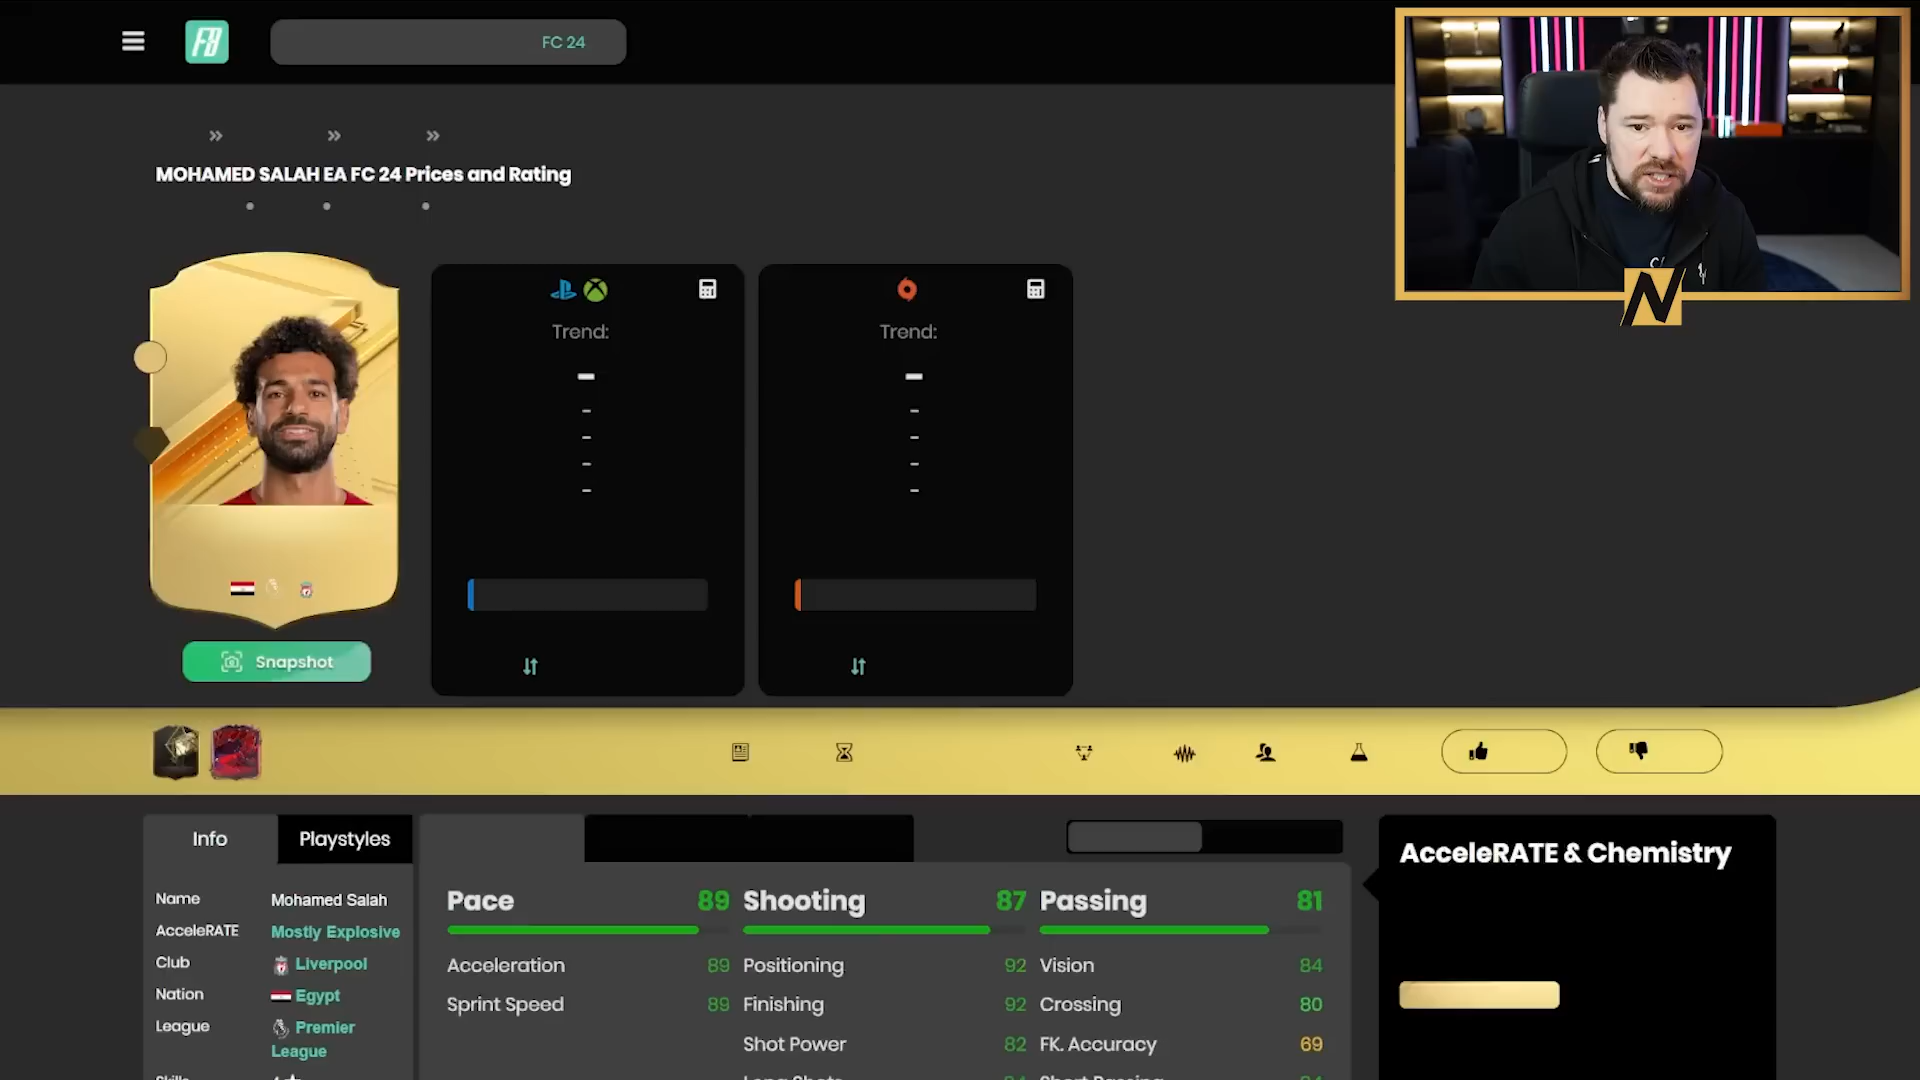 FC 24
MOHAMED SALAH EA FC 24 Prices and Rating
Trend:
Trend:
Snapshot
Info
Playstyles
Name Mohamed Salah
AcceleRATE Mostly Explosive
Club Liverpool
Nation Egypt
League Premier
League
Pace 89
Acceleration 89
Sprint Speed 89
Shooting 87
Positioning 92
Finishing 92
Shot Power 82
Passing 81
Vision 84
Crossing 80
FK. Accuracy 69
AcceleRATE & Chemistry